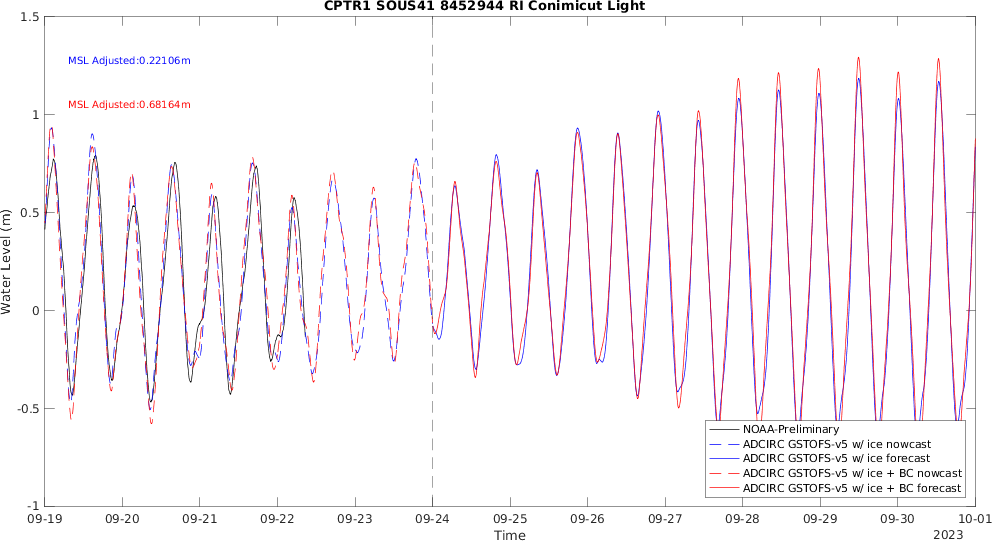 CPTR1 SOUS41 8452944 RI Conimicut Light
MSL Adjusted:0.22106m
MSL Adjusted:0.68164m
Water Level (m)
1.5
1
0.5
0
-0.5
-1
NOAA-Preliminary
ADCIRC GSTOFS-v5 w/ ice nowcast
ADCIRC GSTOFS-v5 w/ ice forecast
ADCIRC GSTOFS-v5 w/ ice + BC nowcast
ADCIRC GSTOFS-v5 w/ ice + BC forecast
09-19 09-20 09-21 09-22 09-23 09-24 09-25 09-26 09-27 09-28 09-29 09-30 10-01
Time
2023